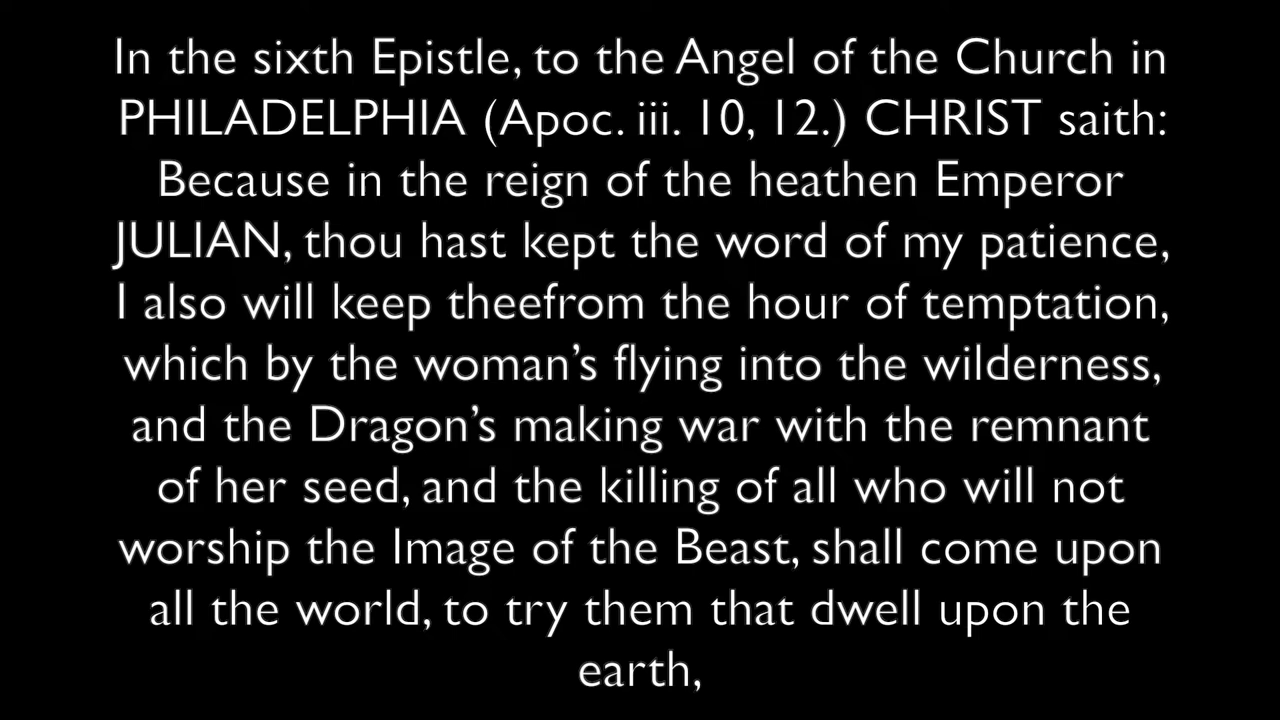 In the sixth Epistle, to the Angel of the Church in
PHILADELPHIA (Apoc. iii. 10, 12.) CHRIST saith:
Because in the reign of the heathen Emperor
JULIAN, thou hast kept the word of my patience,
I also will keep theefrom the hour of temptation,
which by the woman’s flying into the wilderness,
and the Dragon’s making war with the remnant
of her seed, and the killing of all who will not
worship the Image of the Beast, shall come upon
all the world, to try them that dwell upon the
earth,